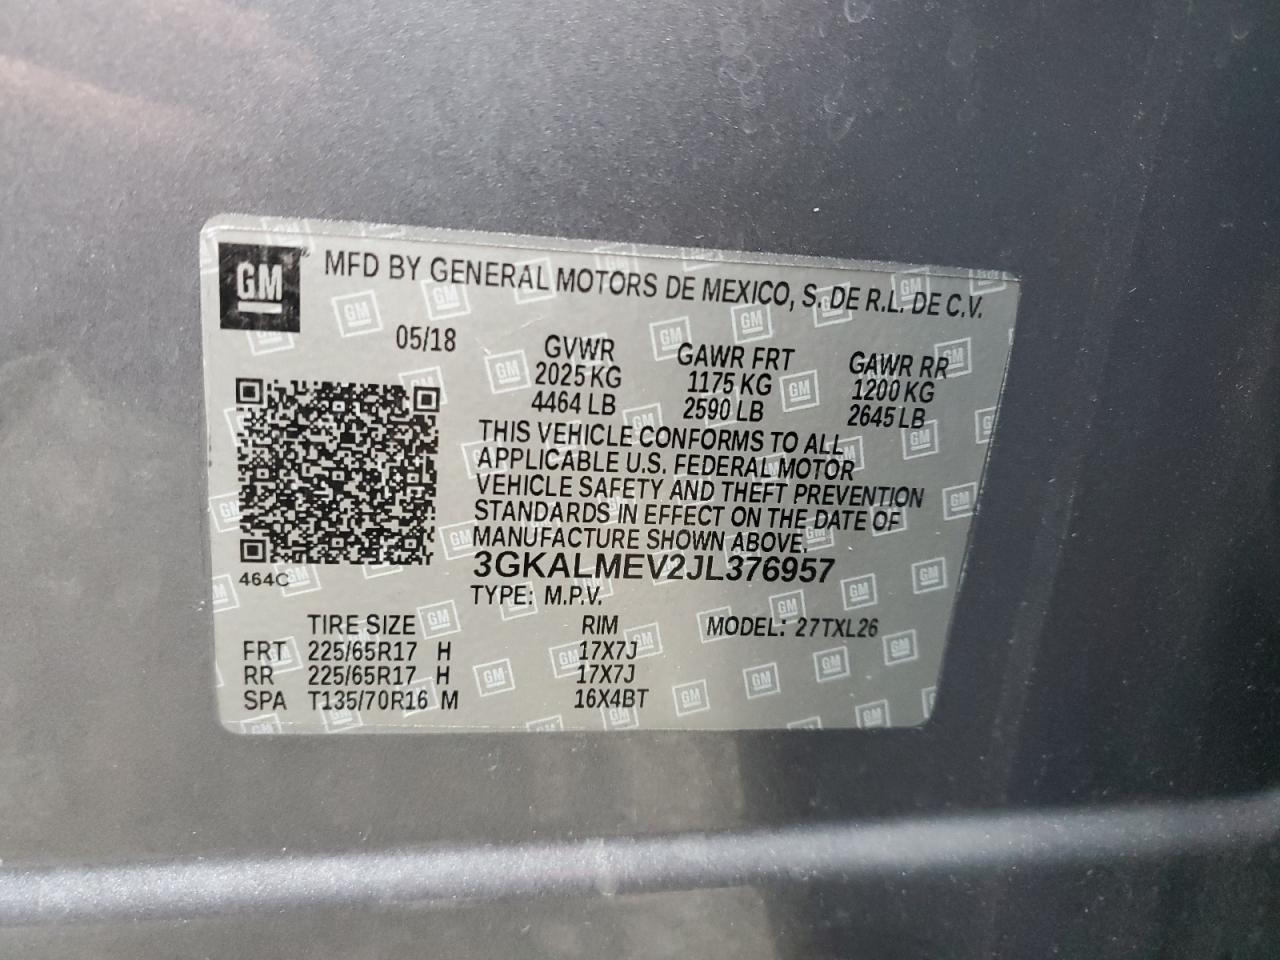 GM ® MFD BY GENERAL MOTORS DE MEXICO, S. DE R.L. DE C.V.
05/18 GVWR GAWR FRT GAWR RR
2025 KG 1175 KG 1200 KG
4464 LB 2590 LB 2645 LB
THIS VEHICLE CONFORMS TO ALL
APPLICABLE U.S. FEDERAL MOTOR
VEHICLE SAFETY AND THEFT PREVENTION
STANDARDS IN EFFECT ON THE DATE OF
MANUFACTURE SHOWN ABOVE.
464C 3GKALMEV2JL376957
TYPE: M.P.V.
TIRE SIZE RIM MODEL: 27TXL26
FRT 225/65R17 H 17X7J
RR 225/65R17 H 17X7J
SPA T135/70R16 M 16X4BT